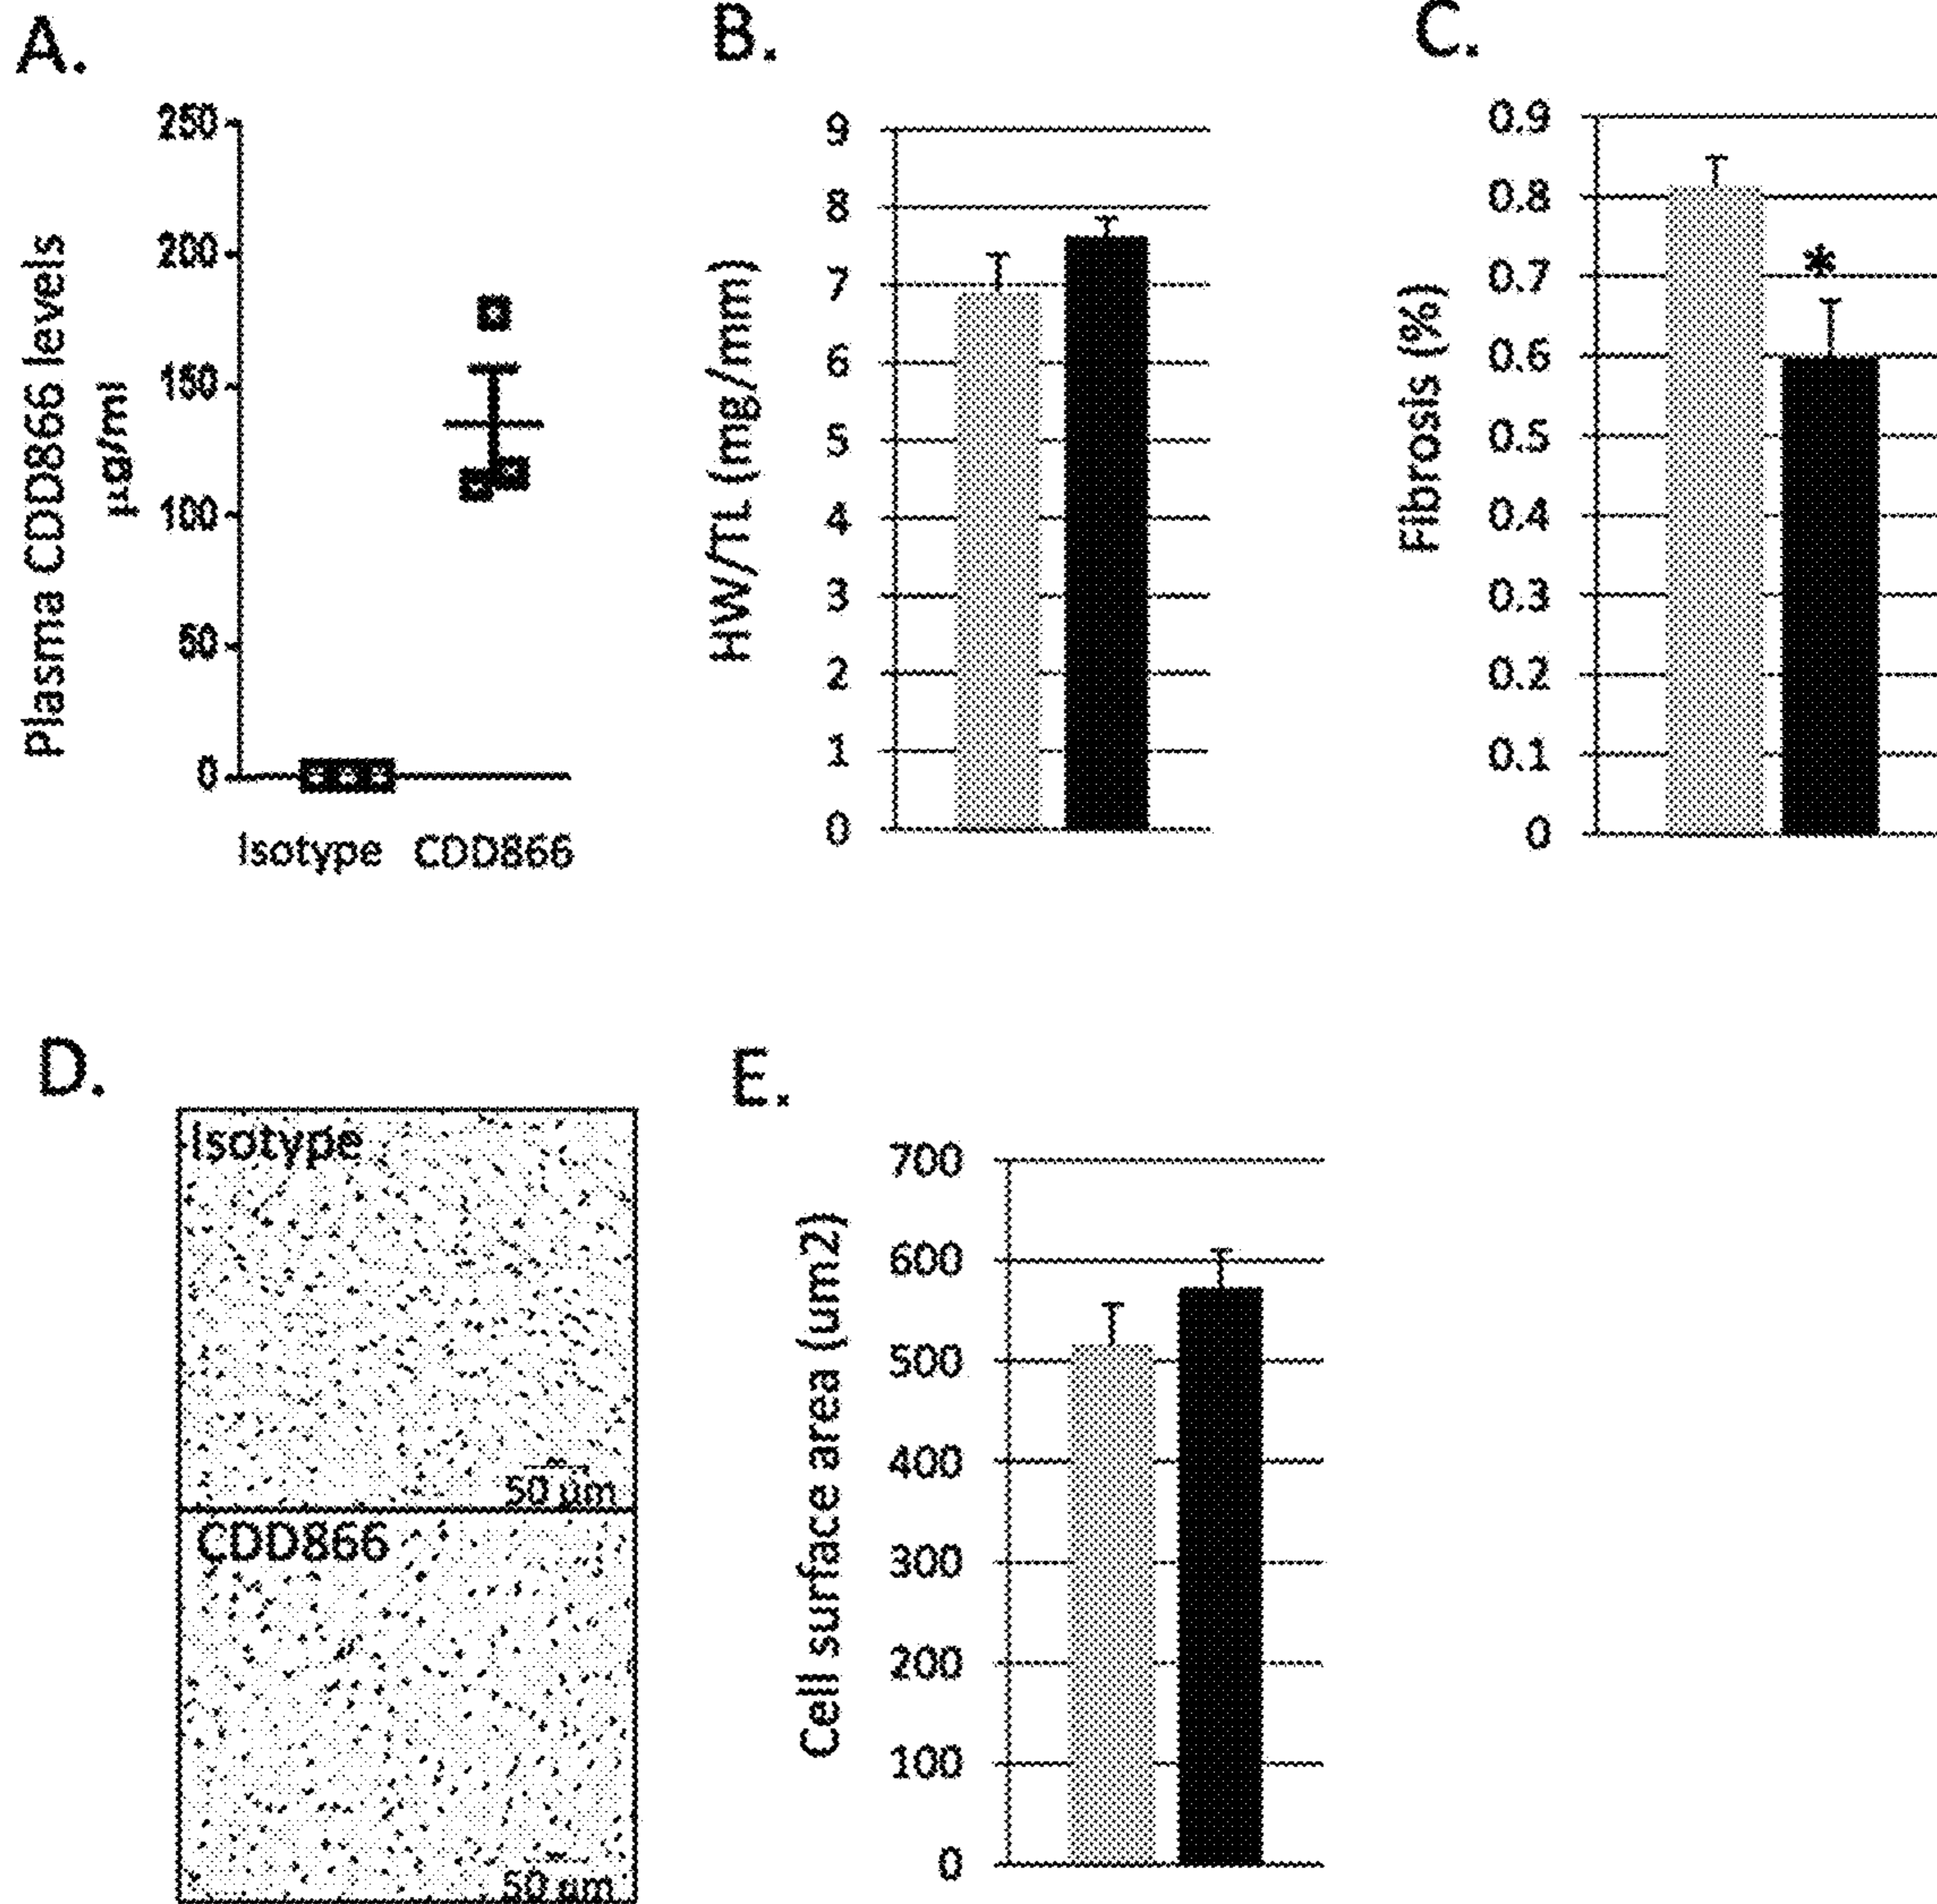 A.
Plasma CDD866 levels
µg/ml
250
200
150
100
50
0
Isotype CDD866
B.
HW/TL (mg/mm)
9
8
7
6
5
4
3
2
1
0
C.
Fibrosis (%)
0.9
0.8
0.7
0.6
0.5
0.4
0.3
0.2
0.1
0
*
D.
Isotype
50 um
CDD866
50 um
E.
Cell surface area (um2)
700
600
500
400
300
200
100
0